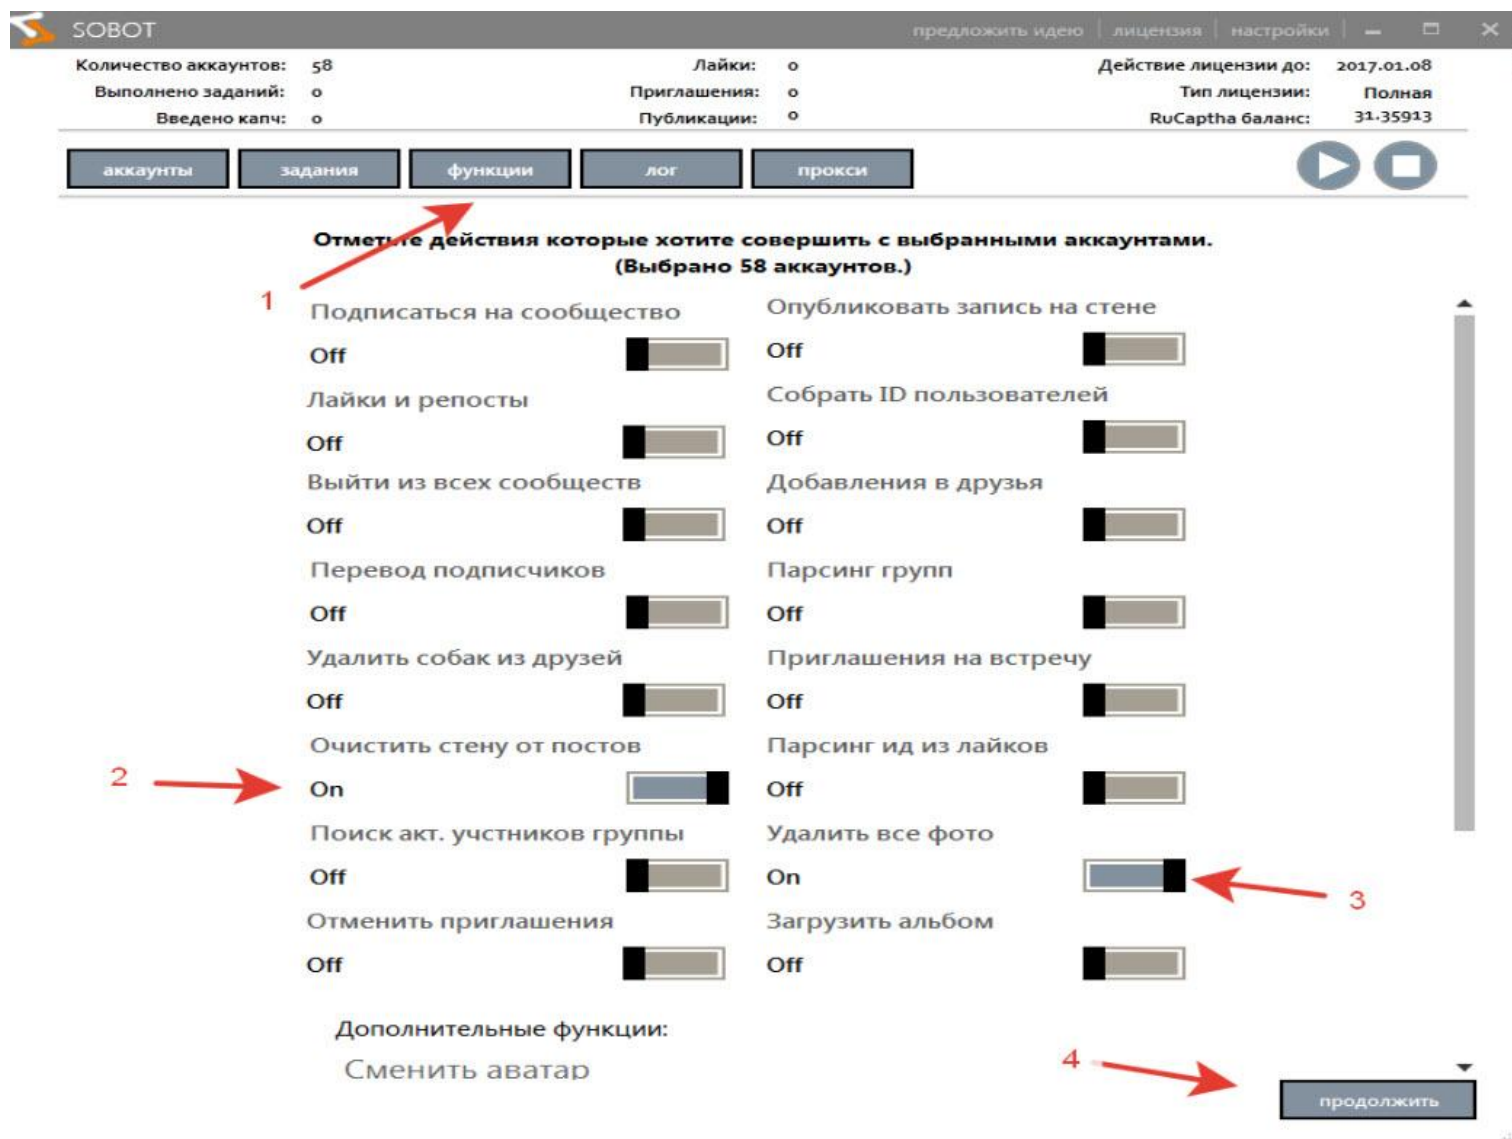 SOBOT
предложить идею | лицензия | настройки |
Количество аккаунтов: 58 Лайки: 0 Действие лицензии до: 2017.01.08
Выполнено заданий: 0 Приглашения: 0 Тип лицензии: Полная
Введено капч: 0 Публикации: 0 RuCaptha баланс: 31.35913
аккаунты задания функции лог прокси
Отметьте действия которые хотите совершить с выбранными аккаунтами.
(Выбрано 58 аккаунтов.)
1
Подписаться на сообщество Опубликовать запись на стене
Off Off
Лайки и репосты Собрать ID пользователей
Off Off
Выйти из всех сообществ Добавления в друзья
Off Off
Перевод подписчиков Парсинг групп
Off Off
Удалить собак из друзей Приглашения на встречу
Off Off
Очистить стену от постов Парсинг ид из лайков
2 On Off
Поиск акт. учстников группы Удалить все фото
Off On 3
Отменить приглашения Загрузить альбом
Off Off
Дополнительные функции:
Сменить аватар
4
продолжить